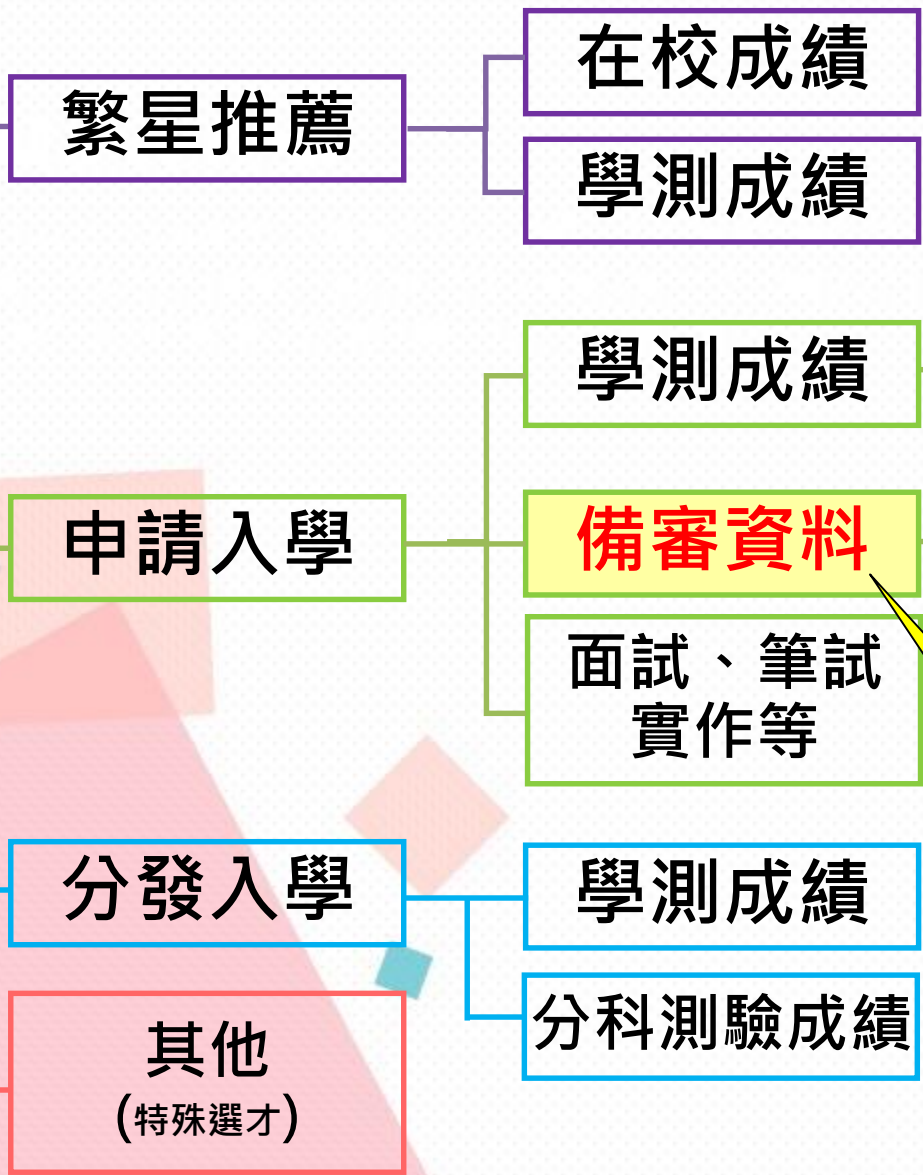 繁星推薦
在校成績
學測成績
申請入學
學測成績
備審資料
面試、筆試
實作等
分發入學
學測成績
分科測驗成績
其他
(特殊選才)